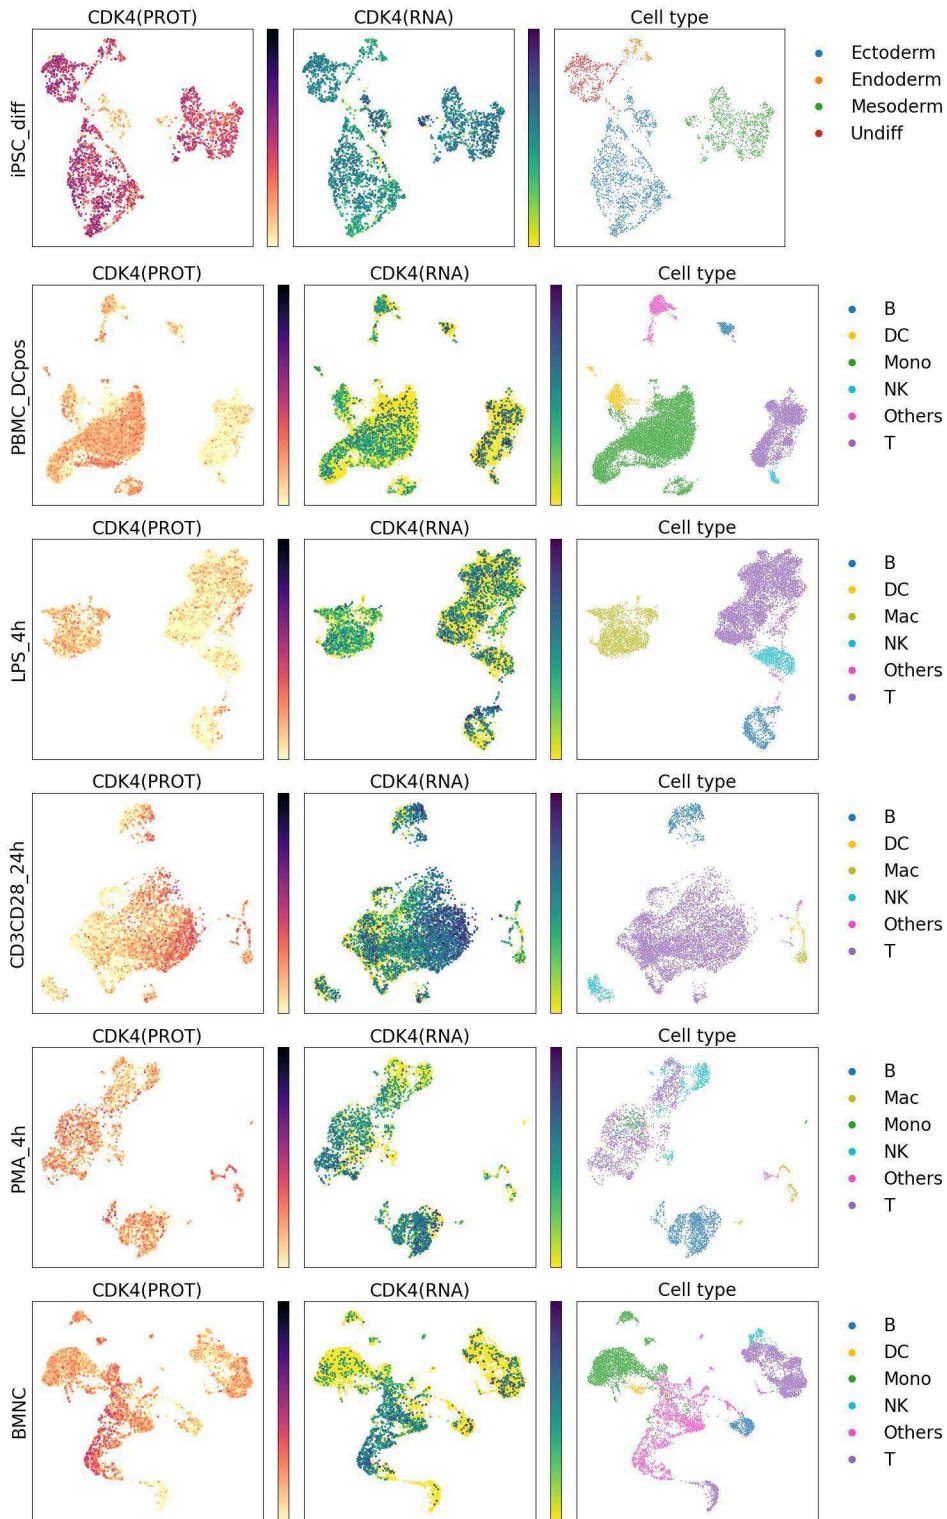 CDK4(PROT) CDK4(RNA) Cell type
iPSC_diff
Ectoderm
Endoderm
Mesoderm
Undiff
CDK4(PROT) CDK4(RNA) Cell type
PBMC_DCpos
B
DC
Mono
NK
Others
T
CDK4(PROT) CDK4(RNA) Cell type
LPS_4h
B
DC
Mac
NK
Others
T
CDK4(PROT) CDK4(RNA) Cell type
CD3CD28_24h
B
DC
Mac
NK
Others
T
CDK4(PROT) CDK4(RNA) Cell type
PMA_4h
B
Mac
Mono
NK
Others
T
CDK4(PROT) CDK4(RNA) Cell type
BMNC
B
DC
Mono
NK
Others
T